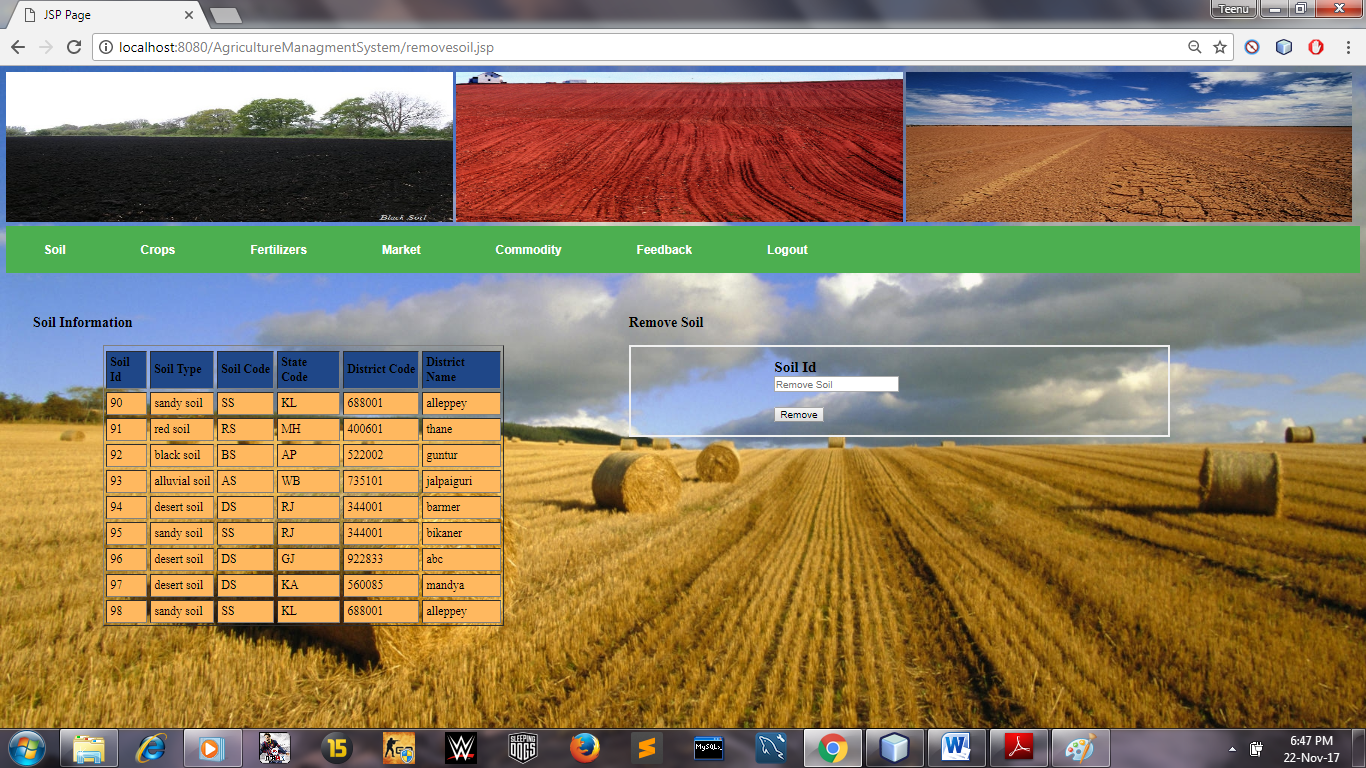 JSP Page
Teenu
localhost:8080/AgricultureManagmentSystem/removesoil.jsp
Black Soil
Soil Crops Fertilizers Market Commodity Feedback Logout
Soil Information
Soil Id Soil Type Soil Code State Code District Code District Name
90 sandy soil SS KL 688001 alleppey
91 red soil RS MH 400601 thane
92 black soil BS AP 522002 guntur
93 alluvial soil AS WB 735101 jalpaiguri
94 desert soil DS RJ 344001 barmer
95 sandy soil SS RJ 344001 bikaner
96 desert soil DS GJ 922833 abc
97 desert soil DS KA 560085 mandya
98 sandy soil SS KL 688001 alleppey
Remove Soil
Soil Id
Remove Soil
Remove
15
GO
W
SLEEPING DOGS
MySQL
W
6:47 PM
22-Nov-17